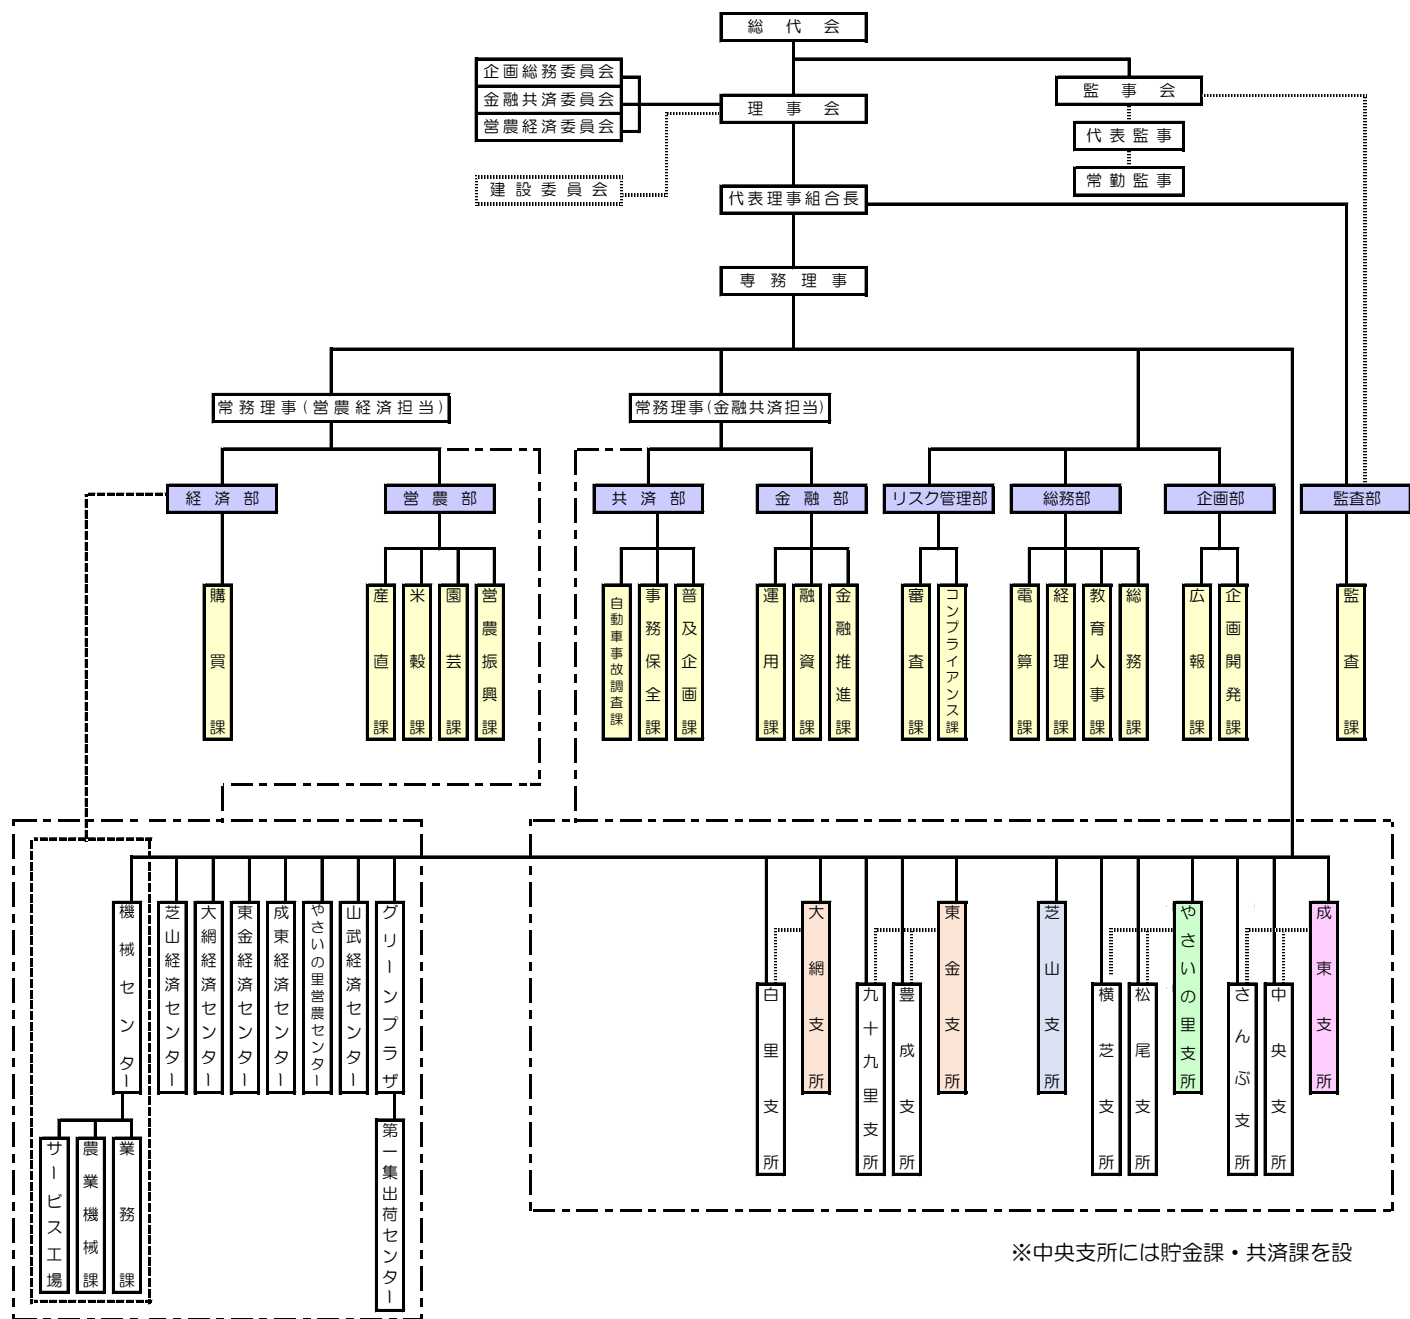 総代会
企画総務委員会
金融共済委員会
営農経済委員会
監事会
理事会
代表監事
常勤監事
建設委員会
代表理事組合長
専務理事
常務理事(営農経済担当)
常務理事(金融共済担当)
経済部
営農部
共済部
金融部
リスク管理部
総務部
企画部
監査部
購買課
産直課
米穀課
園芸課
営農振興課
自動車事故調査課
事務保全課
普及企画課
運用課
融資課
金融推進課
審査課
コンプライアンス課
電算課
経理課
教育人事課
総務課
広報課
企画開発課
監査課
機械センター
芝山経済センター
大網経済センター
東金経済センター
成東経済センター
やさいの里営農センター
山武経済センター
グリーンプラザ
大網支所
東金支所
芝山支所
やさいの里支所
成東支所
白里支所
九十九里支所
豊成支所
横芝支所
松尾支所
さんぶ支所
中央支所
サービス工場
農業機械課
業務課
第一集出荷センター
※中央支所には貯金課・共済課を設